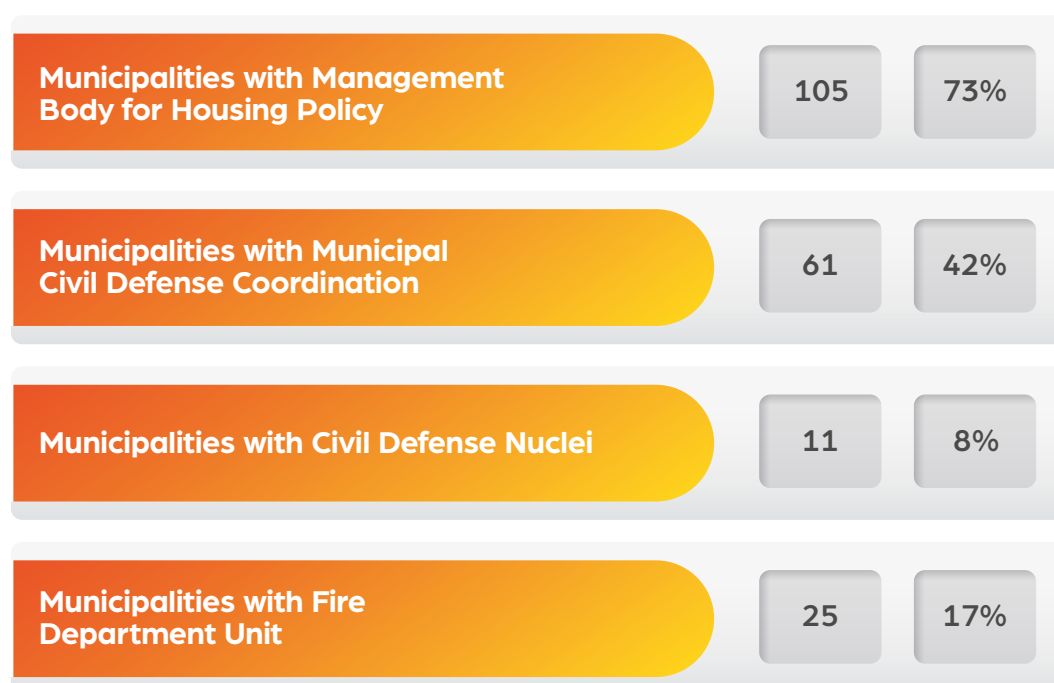 Municipalities with Management
Body for Housing Policy
105
73%
Municipalities with Municipal
Civil Defense Coordination
61
42%
Municipalities with Civil Defense Nuclei
11
8%
Municipalities with Fire
Department Unit
25
17%